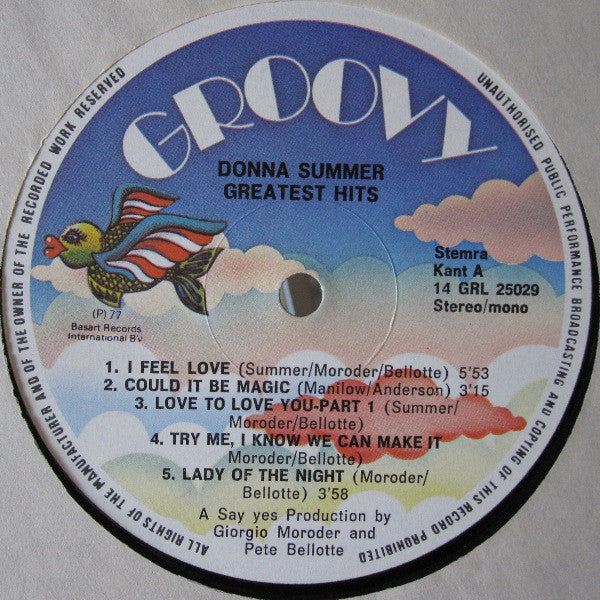 GROOVY
DONNA SUMMER
GREATEST HITS
Stemra
Kant A
14 GRL 25029
Stereo/mono
(P) 77
Basart Records
International BV
1. I FEEL LOVE (Summer/Moroder/Bellotte) 5'53
2. COULD IT BE MAGIC (Manilow/Anderson) 3'15
3. LOVE TO LOVE YOU-PART 1 (Summer/
Moroder/Bellotte)
4. TRY ME, I KNOW WE CAN MAKE IT
Moroder/Bellotte)
5. LADY OF THE NIGHT (Moroder/
Bellotte) 3'58
A Say yes Production by
Giorgio Moroder and
Pete Bellotte
ALL RIGHTS OF THE MANUFACTURER AND OF THE OWNER OF THE RECORDED WORK RESERVED
UNAUTHORISED PUBLIC PERFORMANCE BROADCASTING AND COPYING OF THIS RECORD PROHIBITED